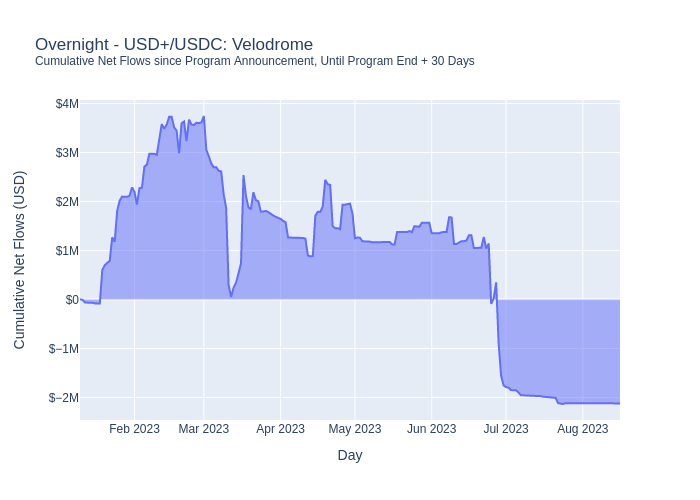 Overnight - USD+/USDC: Velodrome
Cumulative Net Flows since Program Announcement, Until Program End + 30 Days
Cumulative Net Flows (USD)
$4M
$3M
$2M
$1M
$0
$−1M
$−2M
Feb 2023 Mar 2023 Apr 2023 May 2023 Jun 2023 Jul 2023 Aug 2023
Day